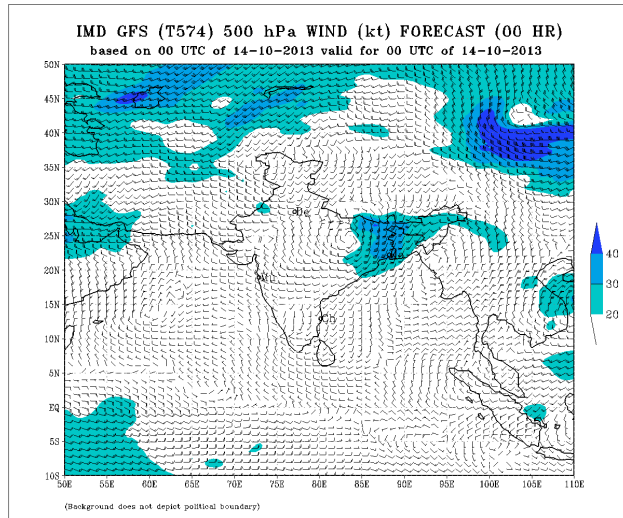 IMD GFS (T574) 500 hPa WIND (kt) FORECAST (00 HR)
based on 00 UTC of 14-10-2013 valid for 00 UTC of 14-10-2013
50N
45N
40N
35N
30N
25N
20N
15N
10N
5N
EQ
5S
10S
De
Mb
Ch
40
30
20
50E 55E 60E 65E 70E 75E 80E 85E 90E 95E 100E 105E 110E
(Background does not depict political boundary)